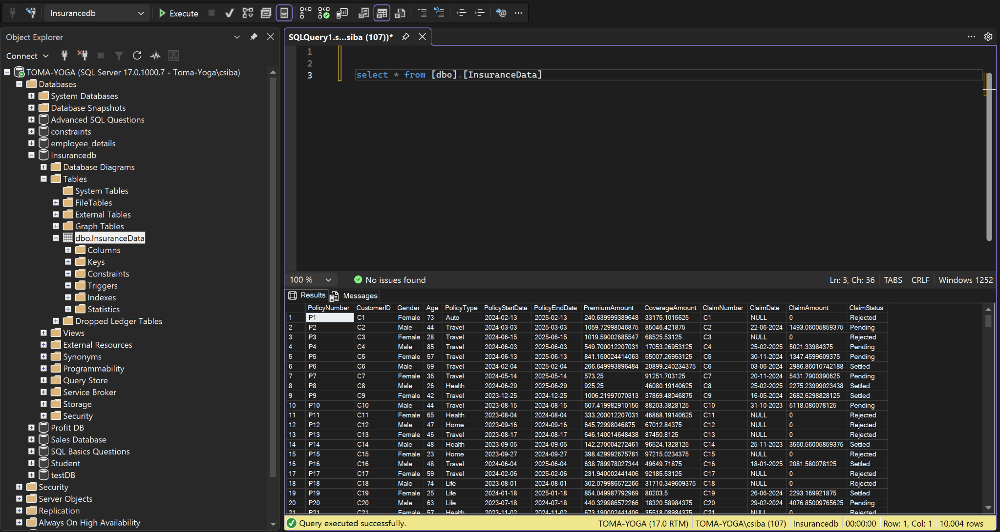 Insurancedb Execute
Object Explorer
Connect
TOMA-YOGA (SQL Server 17.0.1000.7 - Toma-Yoga\csiba)
Databases
System Databases
Database Snapshots
Advanced SQL Questions
constraints
employee_details
Insurancedb
Database Diagrams
Tables
System Tables
FileTables
External Tables
Graph Tables
dbo.InsuranceData
Columns
Keys
Constraints
Triggers
Indexes
Statistics
Dropped Ledger Tables
Views
External Resources
Synonyms
Programmability
Query Store
Service Broker
Storage
Security
Profit DB
Sales Database
SQL Basics Questions
Student
testDB
Security
Server Objects
Replication
Always On High Availability
SQLQuery1.s...siba (107))*
1
2
3 select * from [dbo].[InsuranceData]
100 % No issues found Ln: 3, Ch: 36 TABS CRLF Windows 1252
Results Messages
PolicyNumber CustomerID Gender Age PolicyType PolicyStartDate PolicyEndDate PremiumAmount CoverageAmount ClaimNumber ClaimDate ClaimAmount ClaimStatus
1 P1 C1 Female 73 Auto 2024-02-13 2025-02-13 240.639999389648 33175.1015625 C1 NULL 0 Rejected
2 P2 C2 Male 44 Travel 2024-03-03 2025-03-03 1059.72998046875 85046.421875 C2 22-06-2024 1493.06005859375 Pending
3 P3 C3 Female 28 Travel 2024-06-15 2025-06-15 1019.59002685547 68525.53125 C3 NULL 0 Rejected
4 P4 C4 Male 85 Travel 2024-06-03 2025-06-03 549.700012207031 17053.26953125 C4 25-02-2025 5021.33984375 Pending
5 P5 C5 Female 57 Travel 2024-06-13 2025-06-13 841.150024414063 55007.26953125 C5 30-11-2024 1347.4599609375 Pending
6 P6 C6 Male 59 Travel 2024-02-04 2025-02-04 266.649993896484 20899.240234375 C6 03-06-2024 2986.86010742188 Settled
7 P7 C7 Female 36 Travel 2024-05-14 2025-05-14 573.25 91251.703125 C7 20-11-2024 5431.7900390625 Pending
8 P8 C8 Male 26 Health 2024-06-29 2025-06-29 925.25 46080.19140625 C8 25-02-2025 2275.23999023438 Settled
9 P9 C9 Female 42 Travel 2023-12-25 2024-12-25 1006.21997070313 37869.48046875 C9 16-05-2024 2682.6298828125 Settled
10 P10 C10 Male 44 Travel 2023-08-15 2024-08-15 607.419982910156 88203.3828125 C10 31-10-2023 5118.080078125 Pending
11 P11 C11 Female 65 Health 2023-08-04 2024-08-04 333.200012207031 46868.19140625 C11 NULL 0 Rejected
12 P12 C12 Male 47 Home 2023-09-16 2024-09-16 645.72998046875 67012.84375 C12 NULL 0 Rejected
13 P13 C13 Female 46 Travel 2023-08-17 2024-08-17 646.140014648438 87450.8125 C13 NULL 0 Rejected
14 P14 C14 Male 48 Health 2023-09-05 2024-09-05 142.270004272461 96524.1328125 C14 25-11-2023 3560.56005859375 Settled
15 P15 C15 Female 23 Home 2023-09-27 2024-09-27 398.429992675781 97215.0234375 C15 NULL 0 Rejected
16 P16 C16 Male 48 Travel 2024-06-04 2025-06-04 638.789978027344 49649.71875 C16 18-01-2025 2081.580078125 Settled
17 P17 C17 Female 59 Travel 2024-02-06 2025-02-06 231.940002441406 92185.53125 C17 NULL 0 Rejected
18 P18 C18 Male 74 Life 2023-08-01 2024-08-01 302.079986572266 31710.349609375 C18 NULL 0 Rejected
19 P19 C19 Female 25 Life 2024-01-18 2025-01-18 854.049987792969 80203.5 C19 26-06-2024 2293.169921875 Settled
20 P20 C20 Male 63 Life 2023-07-18 2024-07-18 440.329986572266 18320.58984375 C20 29-02-2024 4076.85009765625 Pending
21 P21 C21 Female 57 Health 2023-11-02 2024-11-02 673.190002441406 35518.08984375 C21 NULL 0 Rejected
Query executed successfully. TOMA-YOGA (17.0 RTM) TOMA-YOGA\csiba (107) Insurancedb 00:00:00 Row: 1, Col: 1 10,004 rows